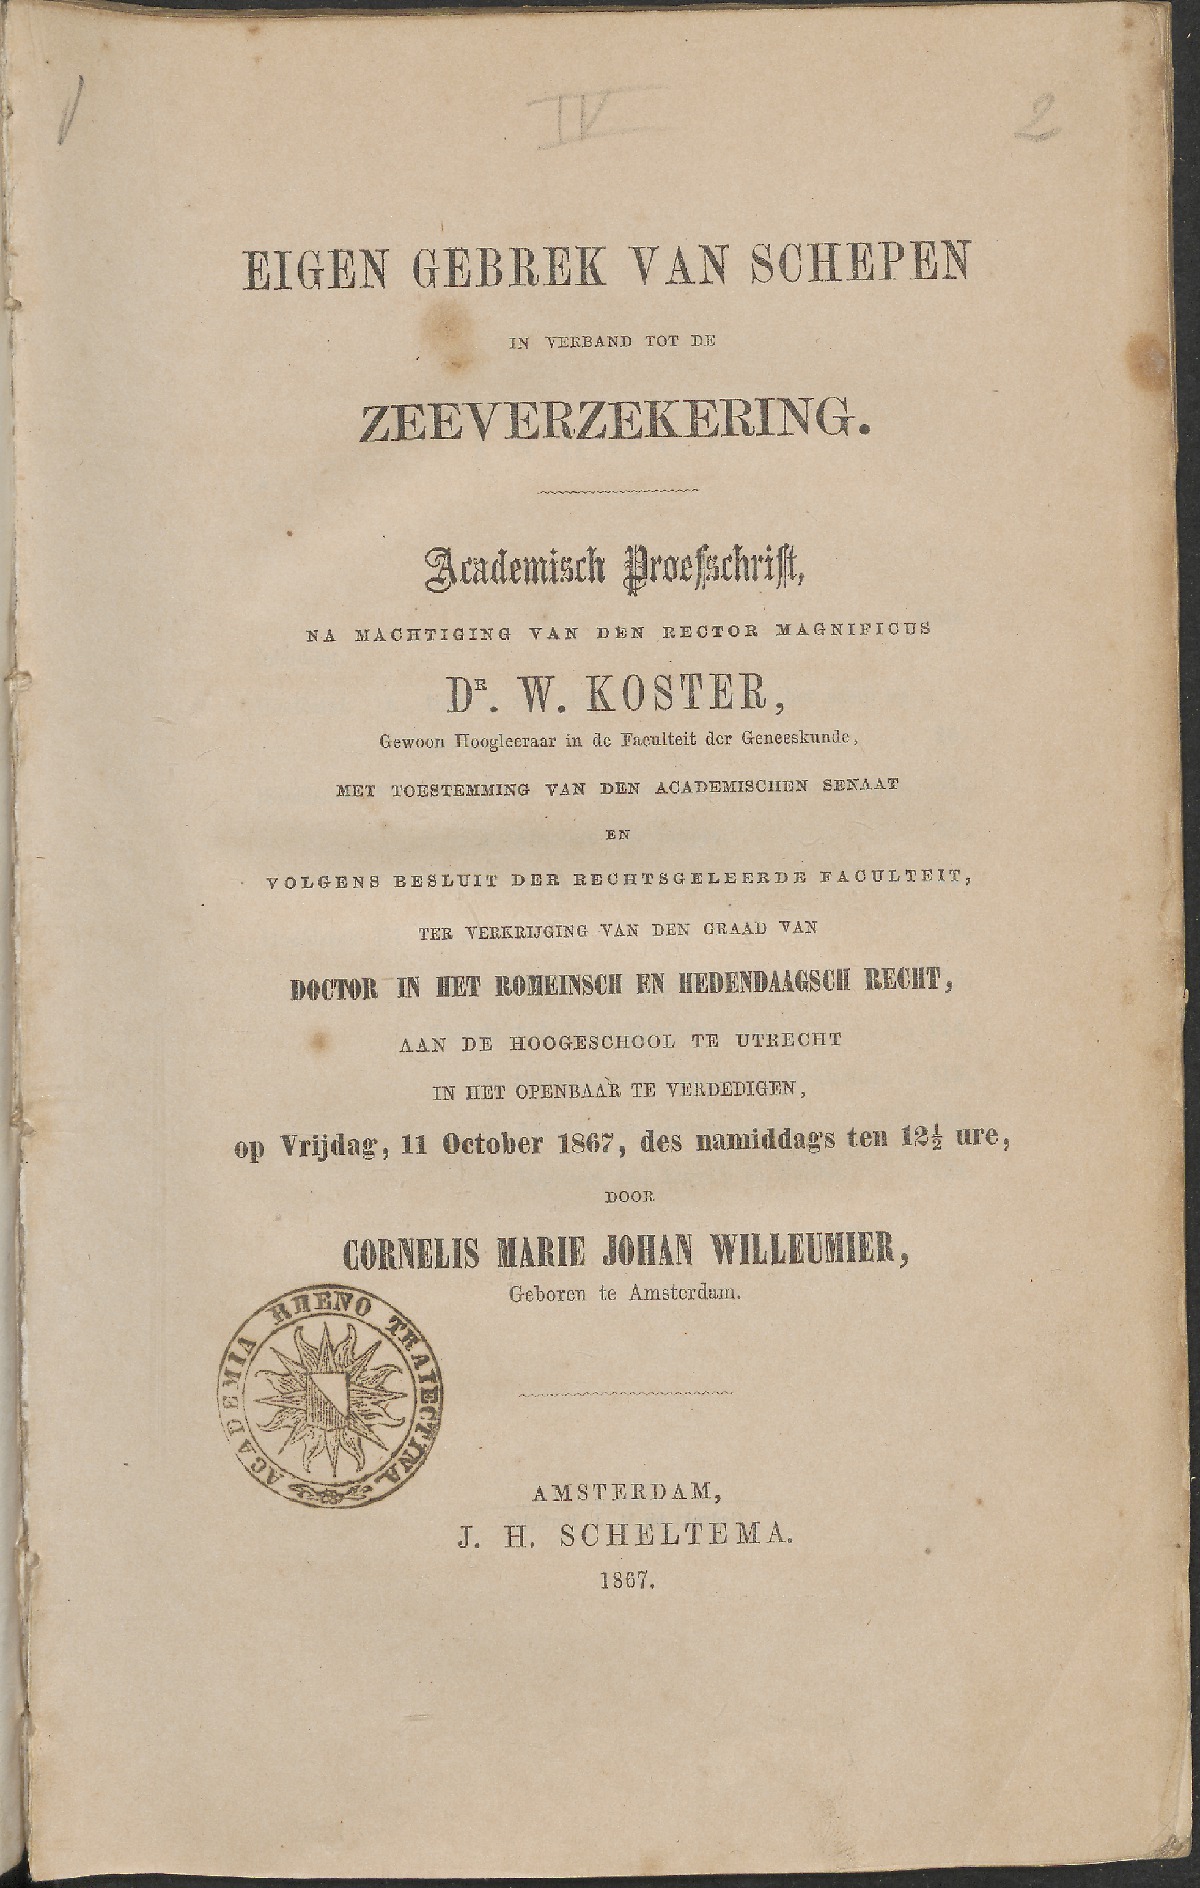 IV
2
EIGEN GEBREK VAN SCHEPEN
IN VERBAND TOT DE
ZEEVERZEKERING.
Academisch Proefschrift,
NA MACHTIGING VAN DEN RECTOR MAGNIFICUS
DR. W. KOSTER,
Gewoon Hoogleeraar in de Faculteit der Geneeskunde,
MET TOESTEMMING VAN DEN ACADEMISCHEN SENAAT
EN
VOLGENS BESLUIT DER RECHTSGELEERDE FACULTEIT,
TER VERKRIJGING VAN DEN GRAAD VAN
DOCTOR IN HET ROMEINSCH EN HEDENDAAGSCH RECHT,
AAN DE HOOGESCHOOL TE UTRECHT
IN HET OPENBAAR TE VERDEDIGEN,
op Vrijdag, 11 October 1867, des namiddags ten 12½ ure,
DOOR
CORNELIS MARIE JOHAN WILLEUMIER,
Geboren te Amsterdam.
ACADEMIA RHENO TRAIECTINA
AMSTERDAM,
J. H. SCHELTEMA.
1867.